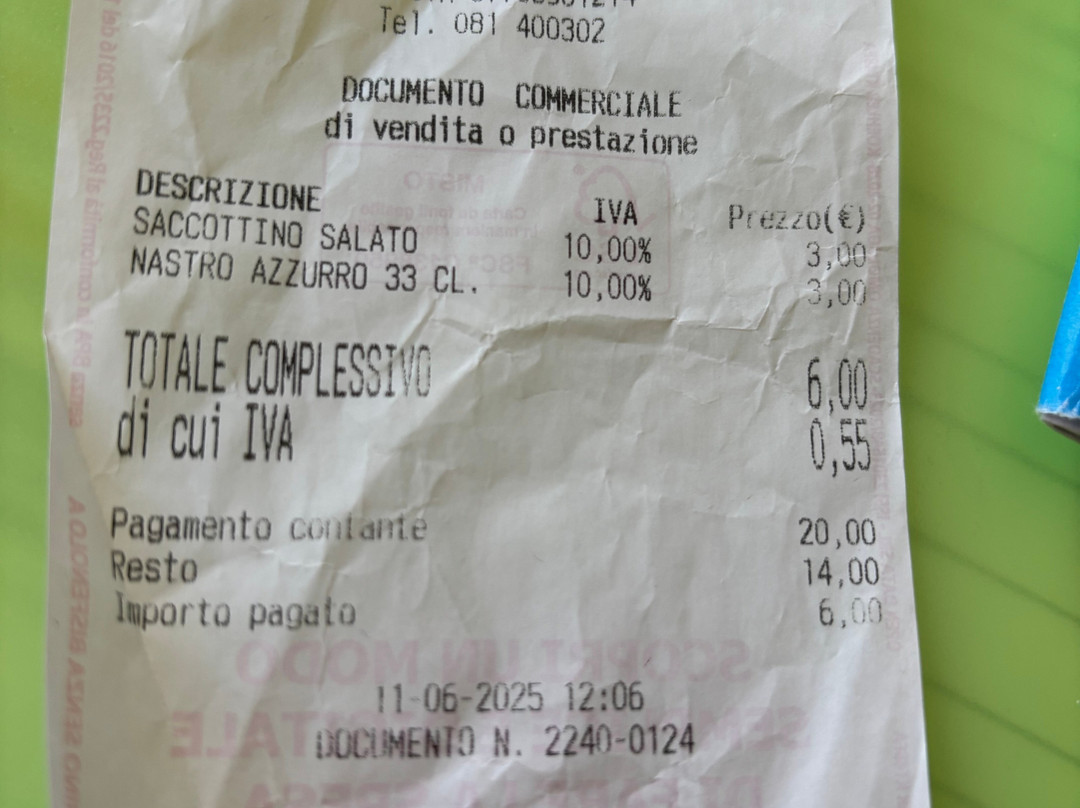 Tel. 081 400302
DOCUMENTO COMMERCIALE
di vendita o prestazione
DESCRIZIONE IVA Prezzo(€)
SACCOTTINO SALATO 10,00% 3,00
NASTRO AZZURRO 33 CL. 10,00% 3,00
TOTALE COMPLESSIVO 6,00
di cui IVA 0,55
Pagamento contante 20,00
Resto 14,00
Importo pagato 6,00
11-06-2025 12:06
DOCUMENTO N. 2240-0124